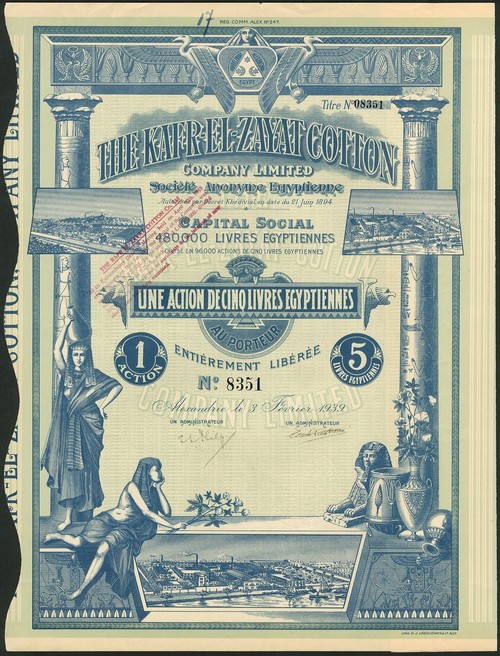 17
REG. COMM. ALEX. Nº 247.
EGYPT
Titre Nº 08351
THE KAFR-EL-ZAYAT COTTON
COMPANY LIMITED
Société Anonyme Egyptienne
Autorisée par Décret Khédivial en date du 21 Juin 1894.
CAPITAL SOCIAL
480.000 LIVRES EGYPTIENNES
DIVISÉ EN 96.000 ACTIONS DE CINQ LIVRES EGYPTIENNES
UNE ACTION DE CINQ LIVRES EGYPTIENNES
AU PORTEUR
1
ACTION
ENTIÈREMENT LIBÉRÉE
5
LIVRES EGYPTIENNES
Nº 8351
COMPANY LIMITED
Alexandrie le 3 Février 1939
UN ADMINISTRATEUR
UN ADMINISTRATEUR